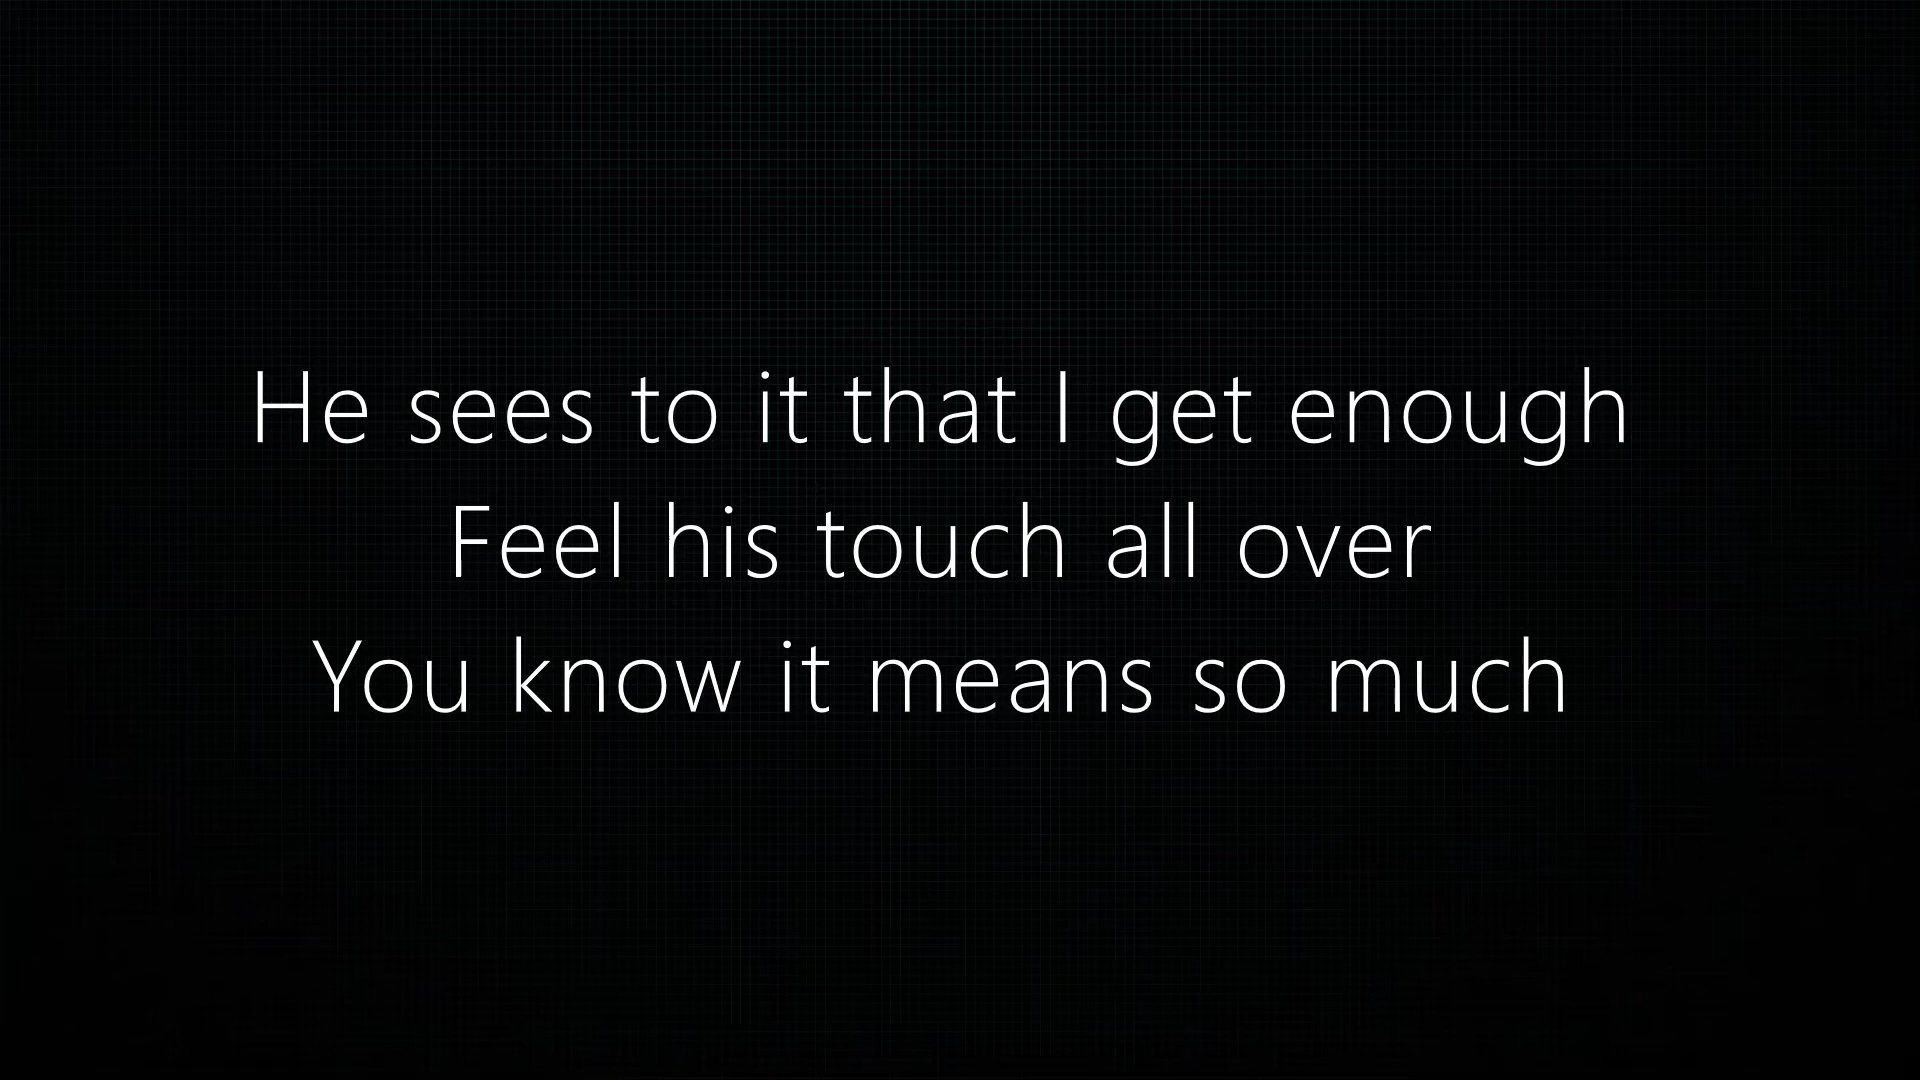 He sees to it that I get enough
Feel his touch all over
You know it means so much